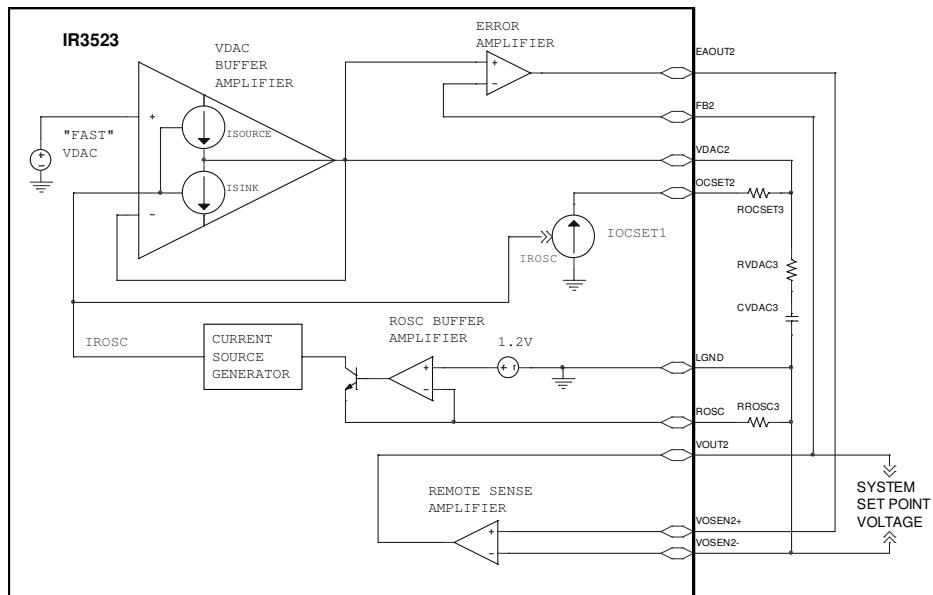 IR3523
VDAC
BUFFER
AMPLIFIER
ERROR
AMPLIFIER
EAOUT2
+
-
FB2
"FAST"
VDAC
+
-
+
ISOURCE
ISINK
-
VDAC2
OCSET2
ROCSET3
IROSC
IOCSET1
RVDAC3
CVDAC3
IROSC
CURRENT
SOURCE
GENERATOR
ROSC BUFFER
AMPLIFIER
+
-
1.2V
+ -
LGND
ROSC
RROSC3
VOUT2
REMOTE SENSE
AMPLIFIER
+
-
VOSEN2+
VOSEN2-
SYSTEM
SET POINT
VOLTAGE